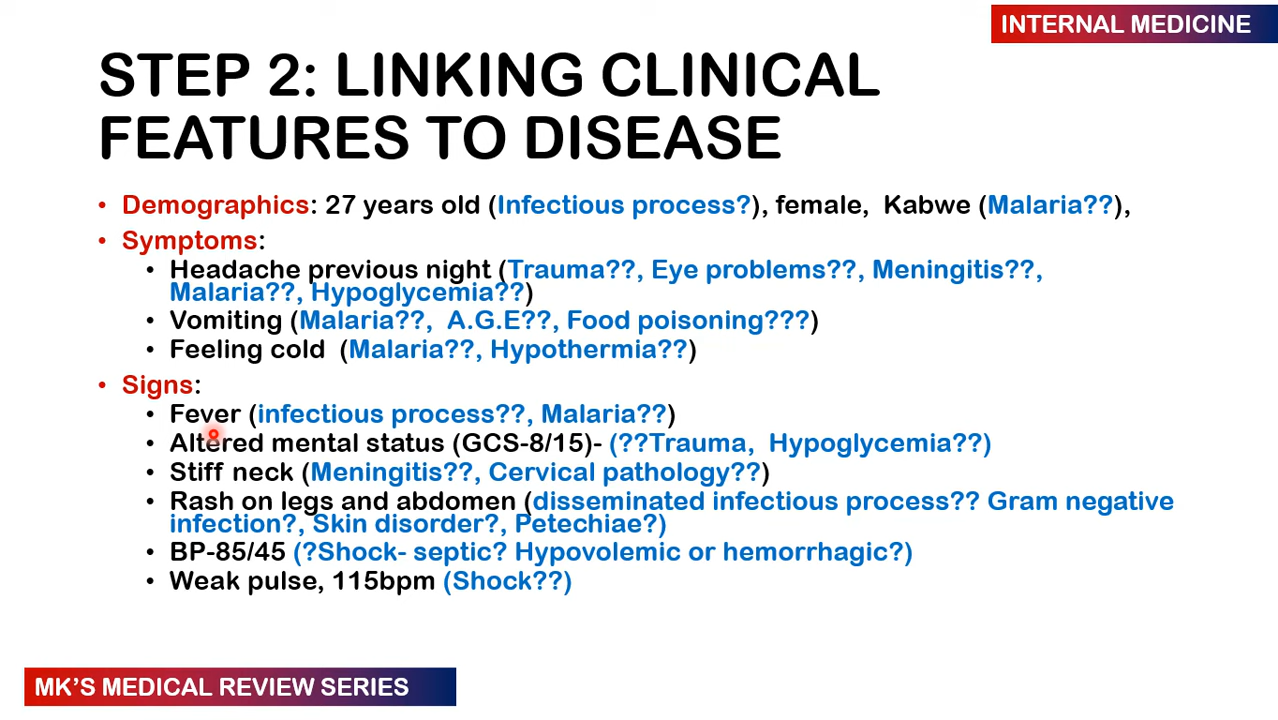 INTERNAL MEDICINE
STEP 2: LINKING CLINICAL
FEATURES TO DISEASE
• Demographics: 27 years old (Infectious process?), female,  Kabwe (Malaria??),
• Symptoms:
• Headache previous night (Trauma??, Eye problems??, Meningitis??,
Malaria??, Hypoglycemia??)
• Vomiting (Malaria??,  A.G.E??, Food poisoning???)
• Feeling cold  (Malaria??, Hypothermia??)
• Signs:
• Fever (infectious process??, Malaria??)
• Altered mental status (GCS-8/15)- (??Trauma,  Hypoglycemia??)
• Stiff neck (Meningitis??, Cervical pathology??)
• Rash on legs and abdomen (disseminated infectious process?? Gram negative
infection?, Skin disorder?, Petechiae?)
• BP-85/45 (?Shock- septic? Hypovolemic or hemorrhagic?)
• Weak pulse, 115bpm (Shock??)
MK'S MEDICAL REVIEW SERIES